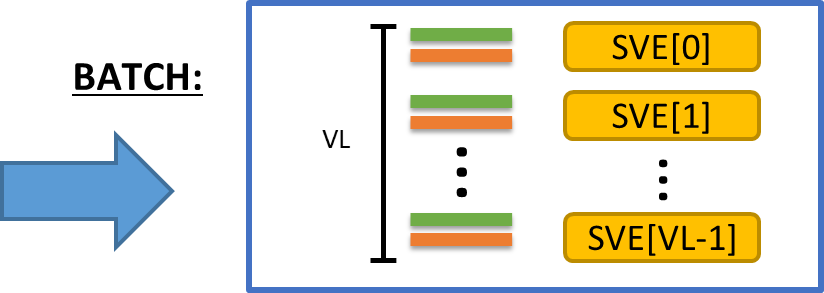 BATCH:
VL
SVE[0]
SVE[1]
SVE[VL-1]